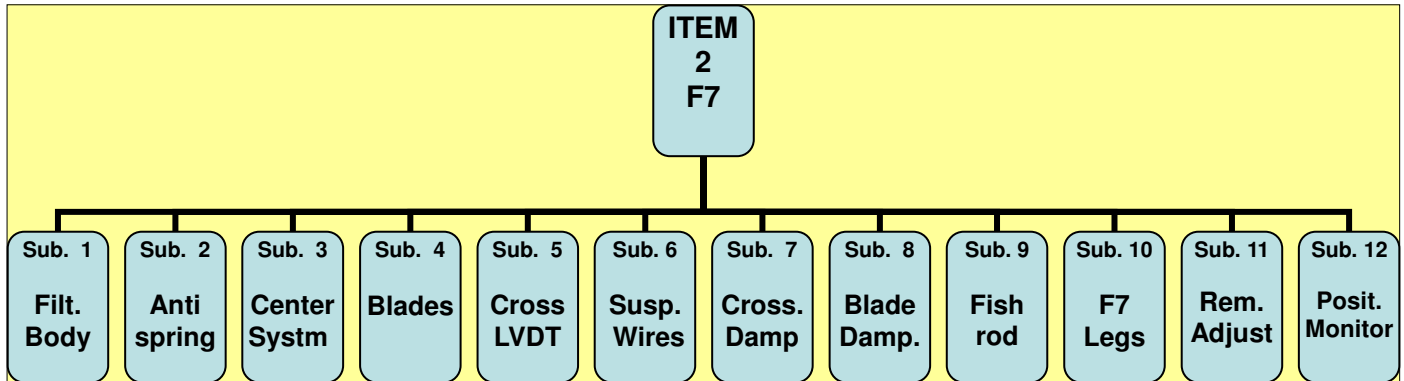 ITEM
2
F7
Sub. 1
Filt.
Body
Sub. 2
Anti
spring
Sub. 3
Center
Systm
Sub. 4
Blades
Sub. 5
Cross
LVDT
Sub. 6
Susp.
Wires
Sub. 7
Cross.
Damp
Sub. 8
Blade
Damp.
Sub. 9
Fish
rod
Sub. 10
F7
Legs
Sub. 11
Rem.
Adjust
Sub. 12
Posit.
Monitor